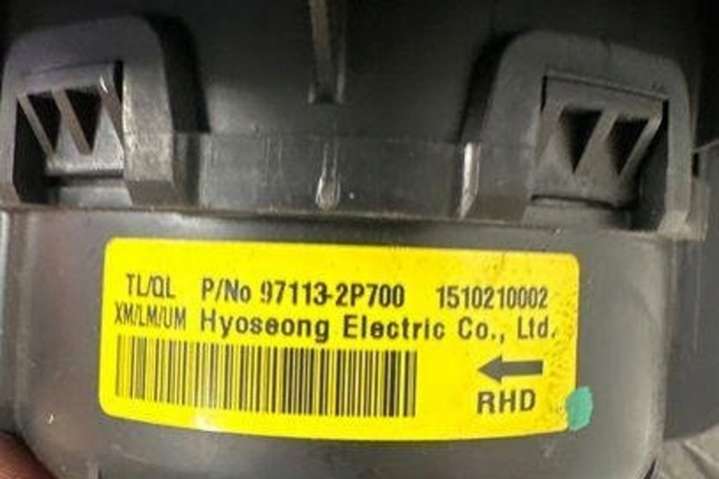 TL/QL P/No 97113-2P700 1510210002
XM/LM/UM Hyoseong Electric Co., Ltd.
RHD